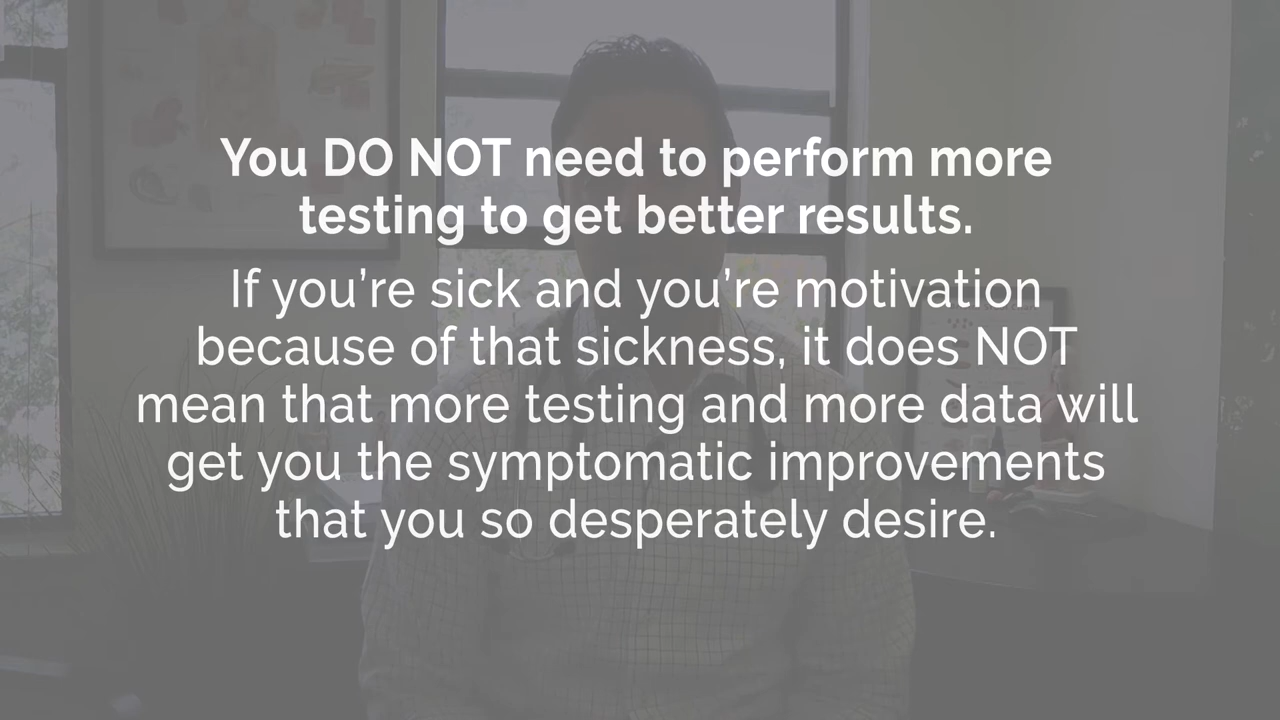 You DO NOT need to perform more
testing to get better results.
If you’re sick and you’re motivation
because of that sickness, it does NOT
mean that more testing and more data will
get you the symptomatic improvements
that you so desperately desire.